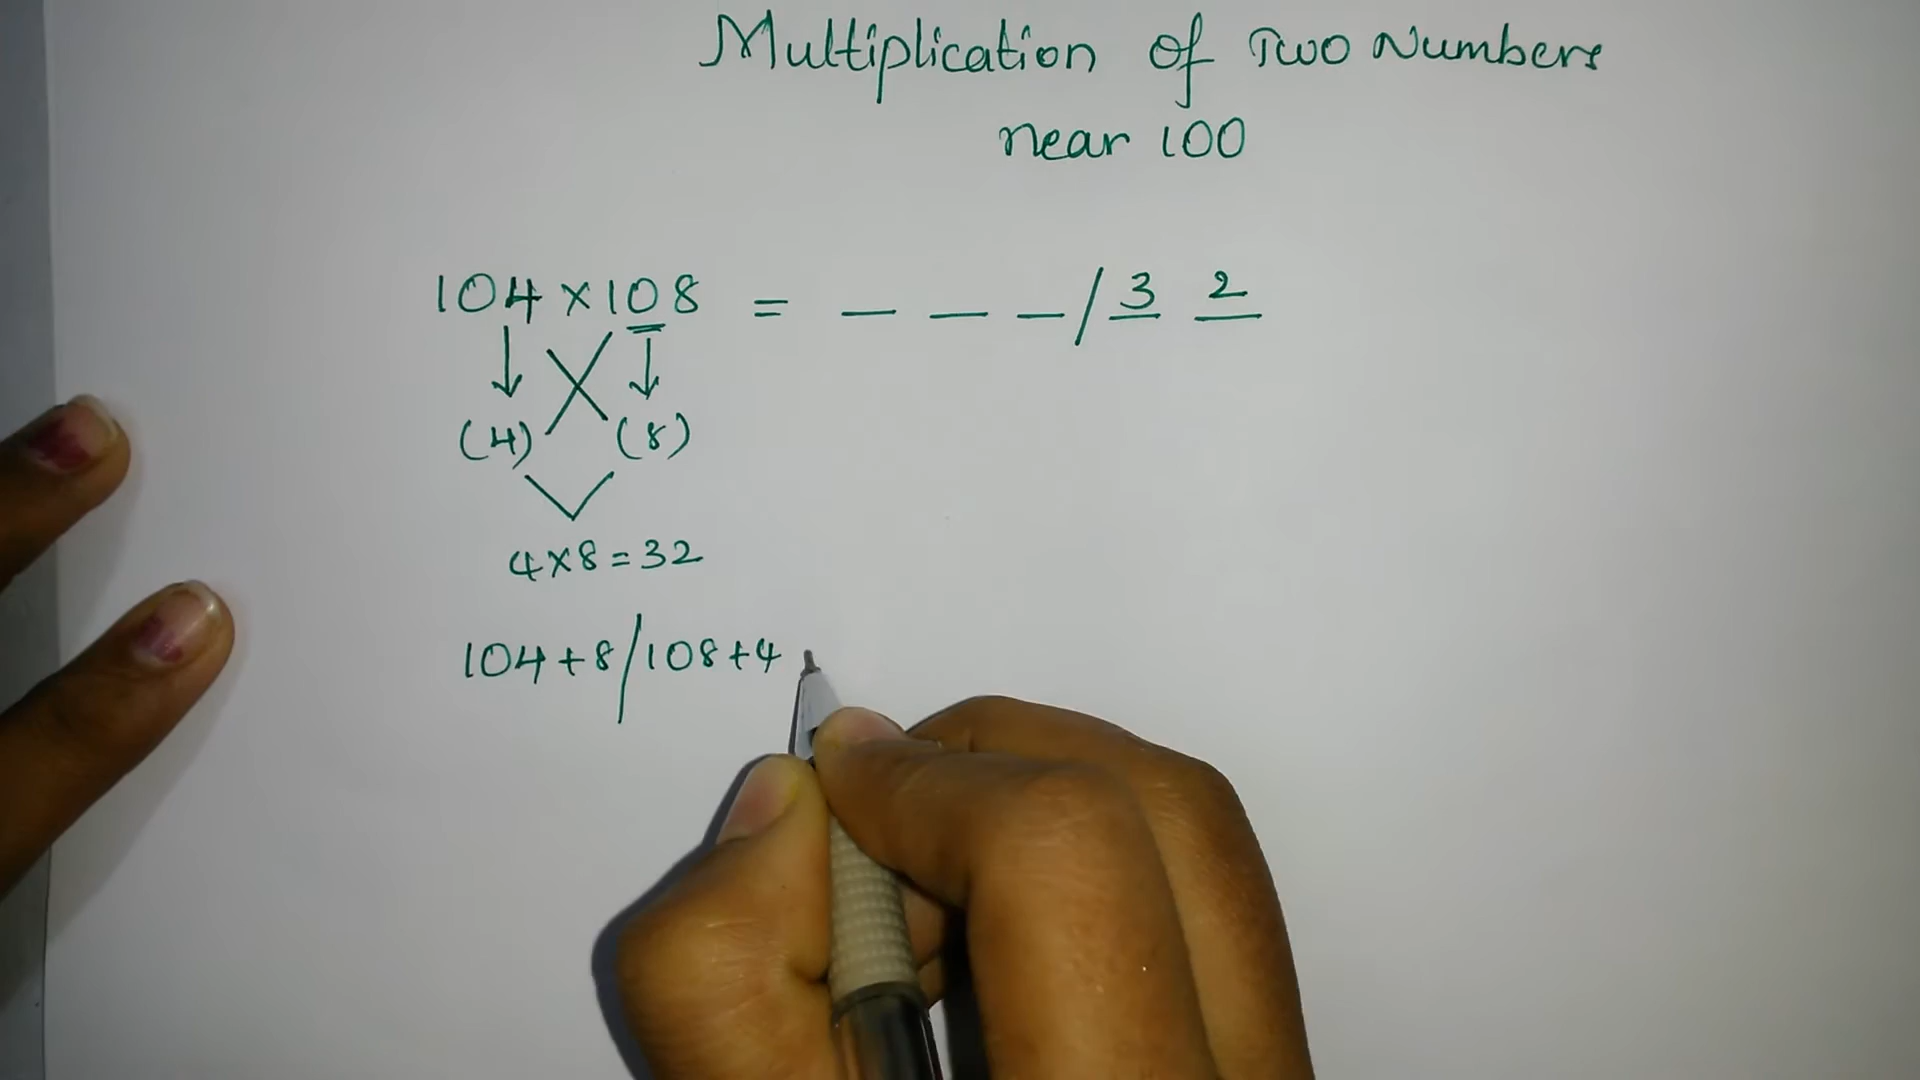 Multiplication of Two Numbers
near 100
104×108 = _ _ _ / 3 2
(4) (8)
4×8=32
104+8/108+4